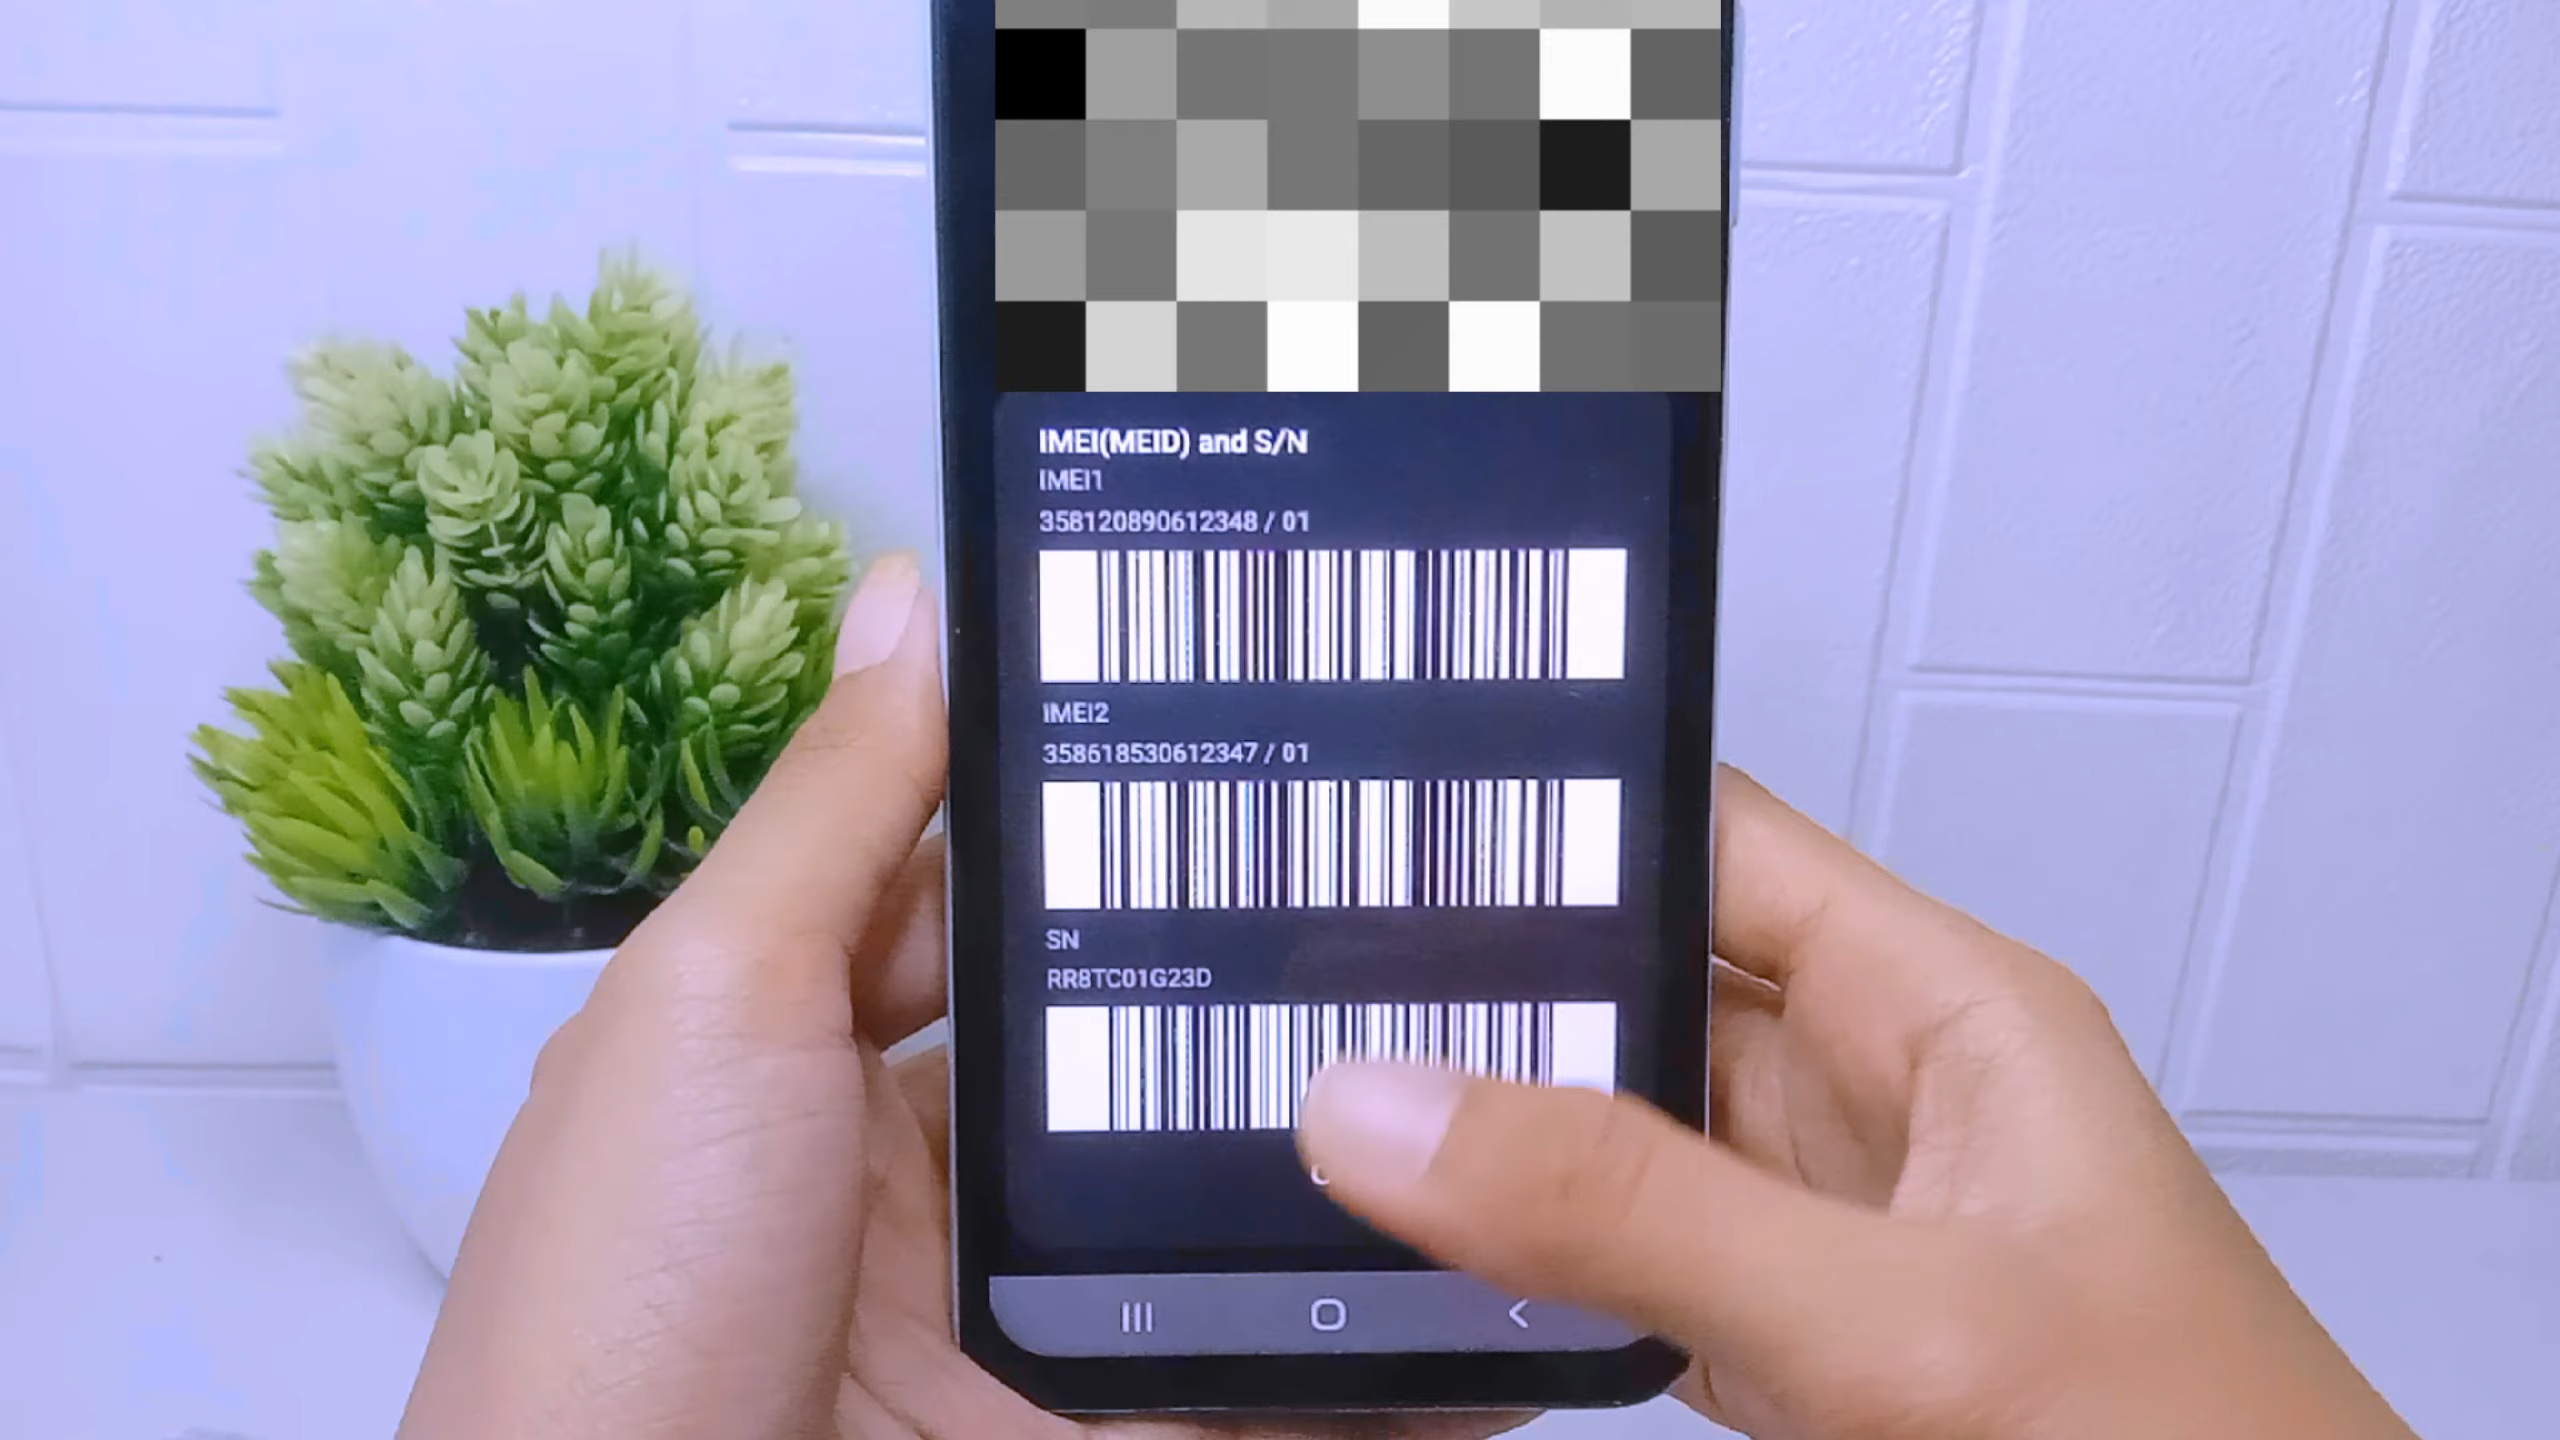 IMEI(MEID) and S/N
IMEI1
358120890612348 / 01
IMEI2
358618530612347 / 01
SN
RR8TC01G23D